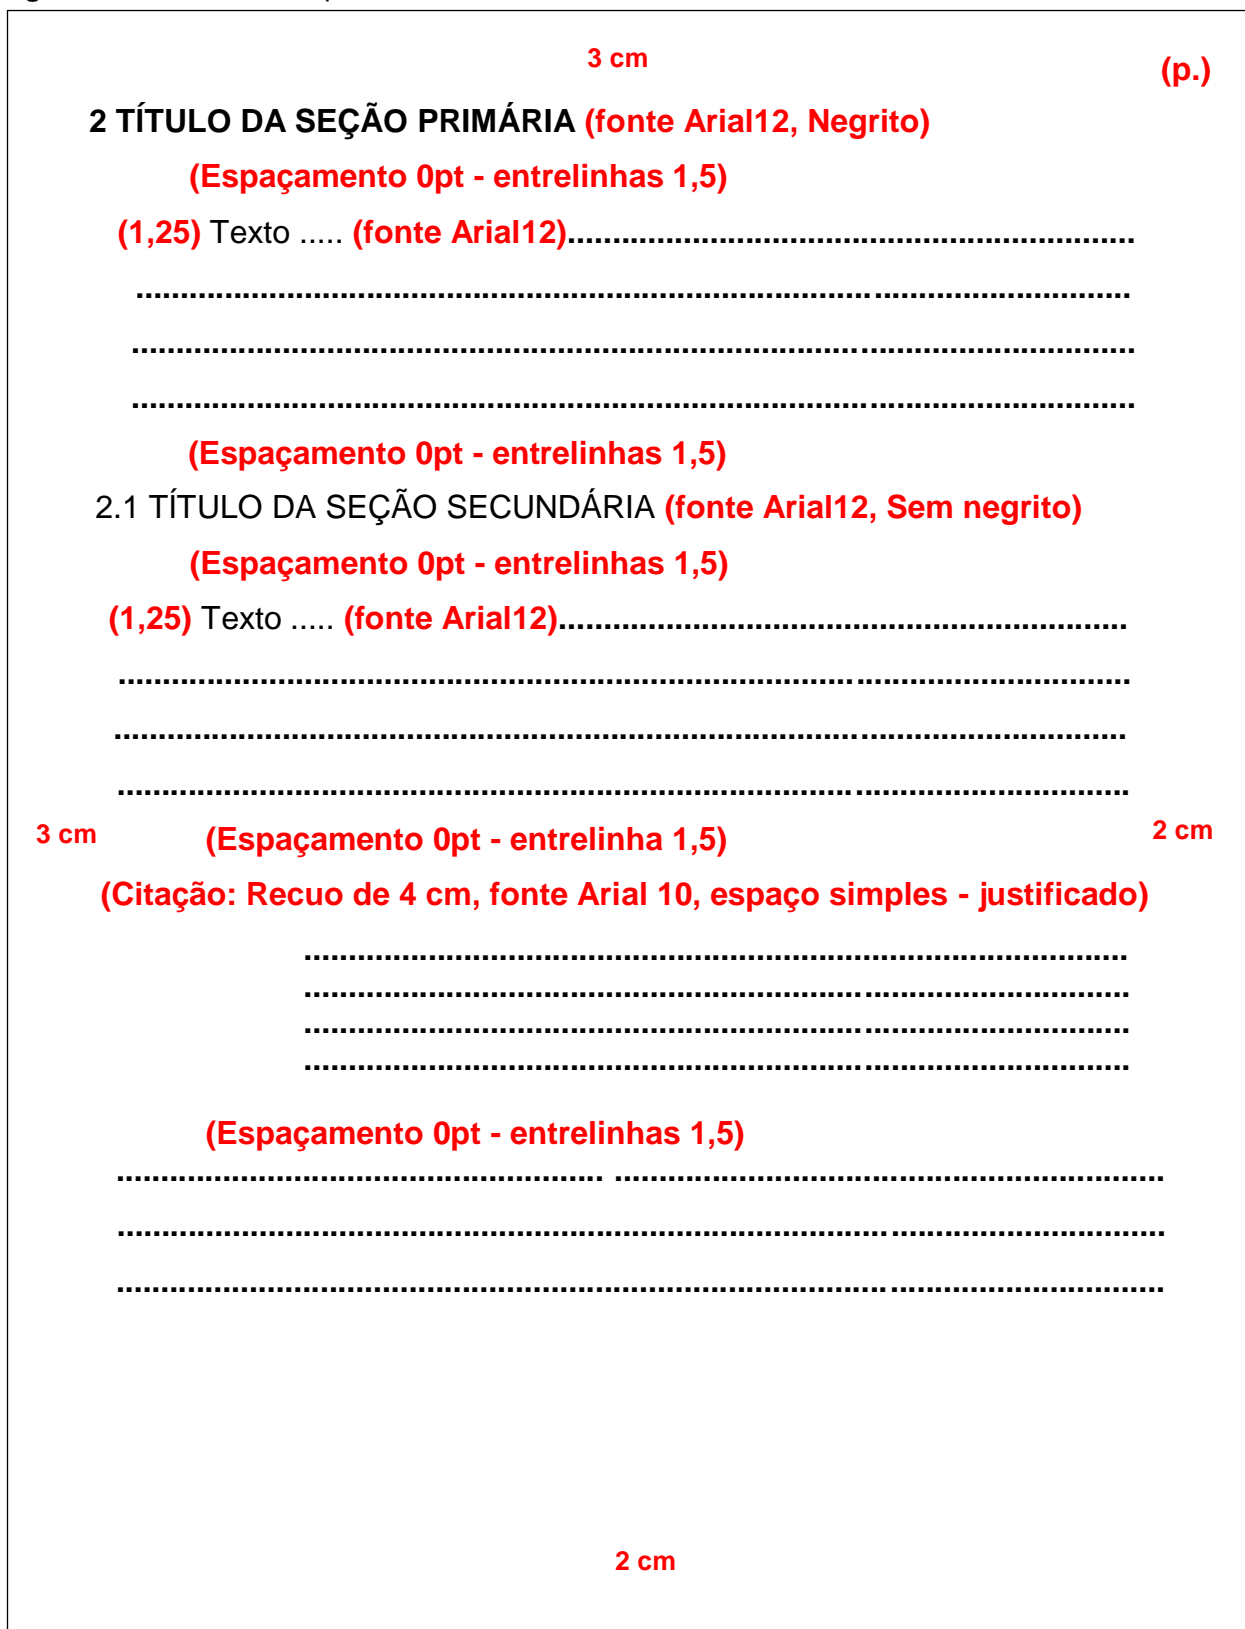 3 cm
(p.)
2 TÍTULO DA SEÇÃO PRIMÁRIA (fonte Arial12, Negrito)
(Espaçamento 0pt - entrelinhas 1,5)
(1,25) Texto ..... (fonte Arial12)................................................................
................................................................................................................
................................................................................................................
................................................................................................................
(Espaçamento 0pt - entrelinhas 1,5)
2.1 TÍTULO DA SEÇÃO SECUNDÁRIA (fonte Arial12, Sem negrito)
(Espaçamento 0pt - entrelinhas 1,5)
(1,25) Texto ..... (fonte Arial12)................................................................
................................................................................................................
................................................................................................................
................................................................................................................
3 cm (Espaçamento 0pt - entrelinha 1,5) 2 cm
(Citação: Recuo de 4 cm, fonte Arial 10, espaço simples - justificado)
............................................................................................
............................................................................................
............................................................................................
............................................................................................
(Espaçamento 0pt - entrelinhas 1,5)
...................................................... .............................................................
.....................................................................................................................
.....................................................................................................................
2 cm